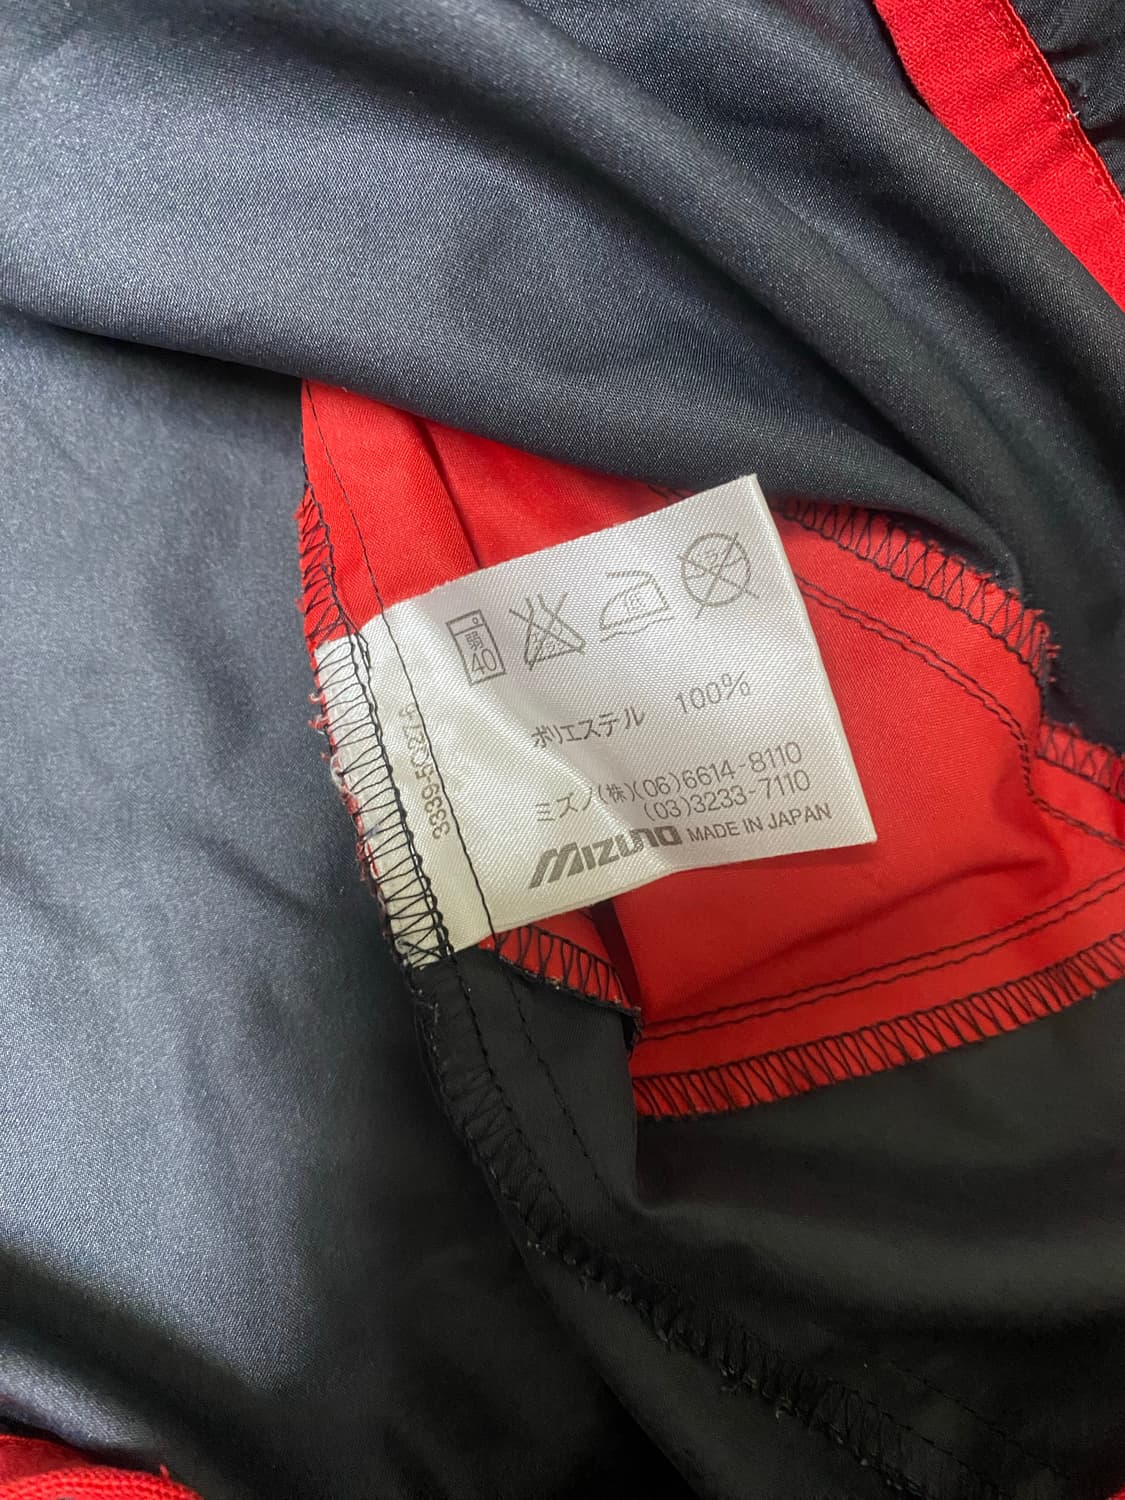 弱
40
ポリエステル 100%
ミズノ(株)(06)6614-8110
(03)3233-7110
MIZUNO MADE IN JAPAN